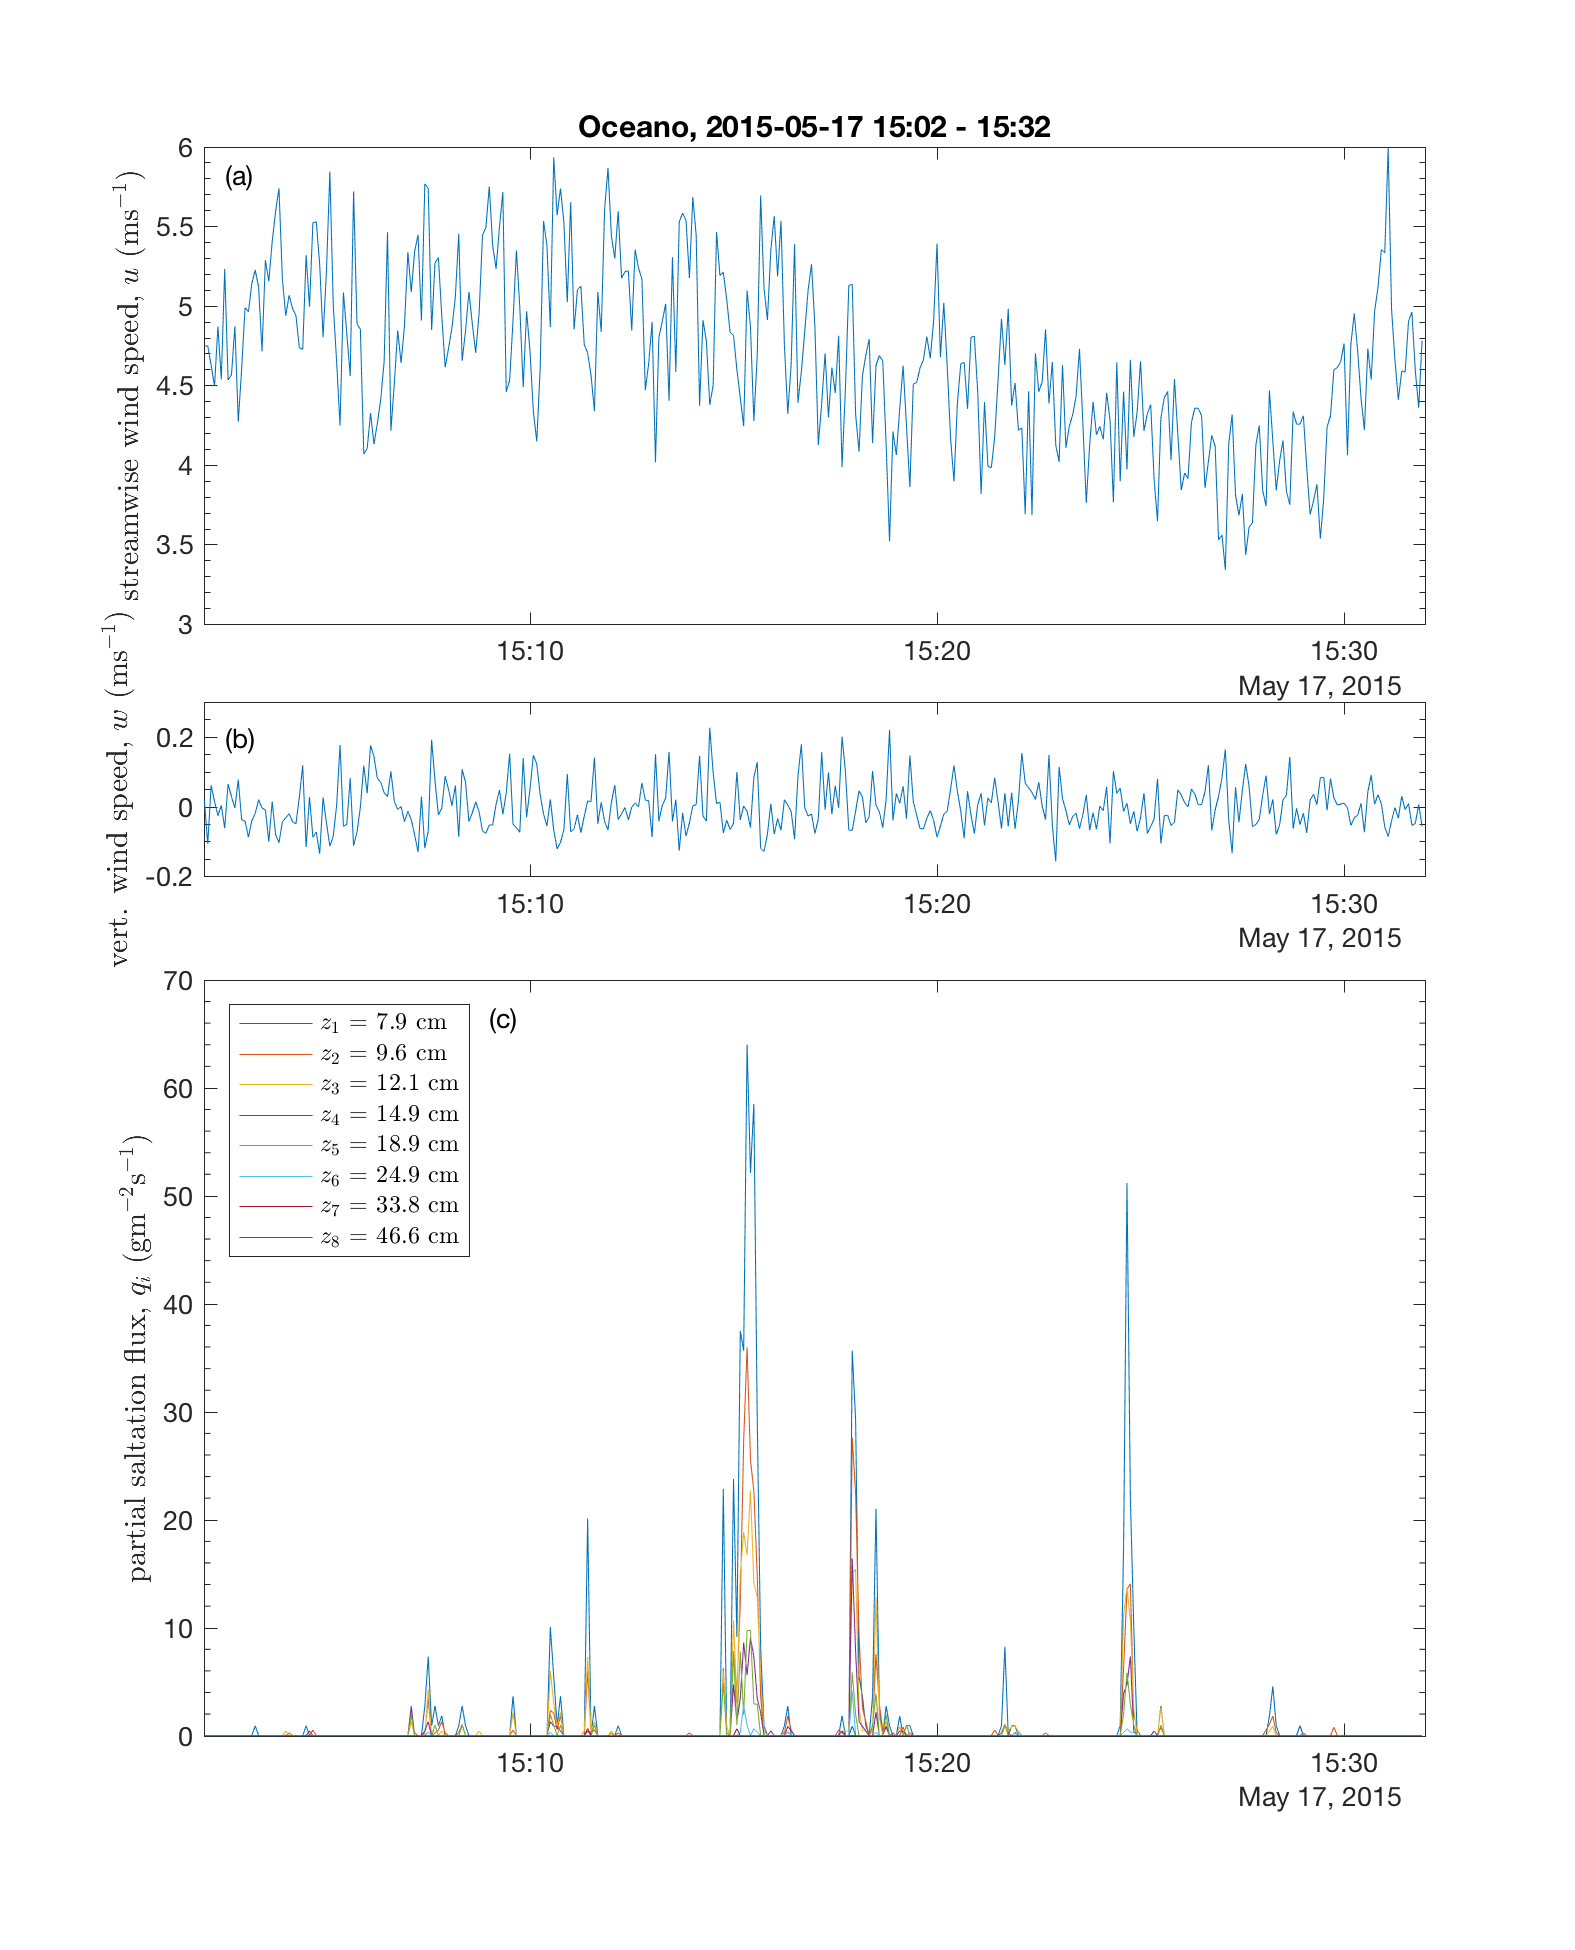 Oceano, 2015-05-17 15:02 - 15:32
(a)
streamwise wind speed, u (ms⁻¹)
6
5.5
5
4.5
4
3.5
3
15:10 15:20 15:30
May 17, 2015
(b)
vert. wind speed, w (ms⁻¹)
0.2
0
-0.2
15:10 15:20 15:30
May 17, 2015
(c)
partial saltation flux, qᵢ (gm⁻²s⁻¹)
70
60
50
40
30
20
10
0
z₁ = 7.9 cm
z₂ = 9.6 cm
z₃ = 12.1 cm
z₄ = 14.9 cm
z₅ = 18.9 cm
z₆ = 24.9 cm
z₇ = 33.8 cm
z₈ = 46.6 cm
15:10 15:20 15:30
May 17, 2015